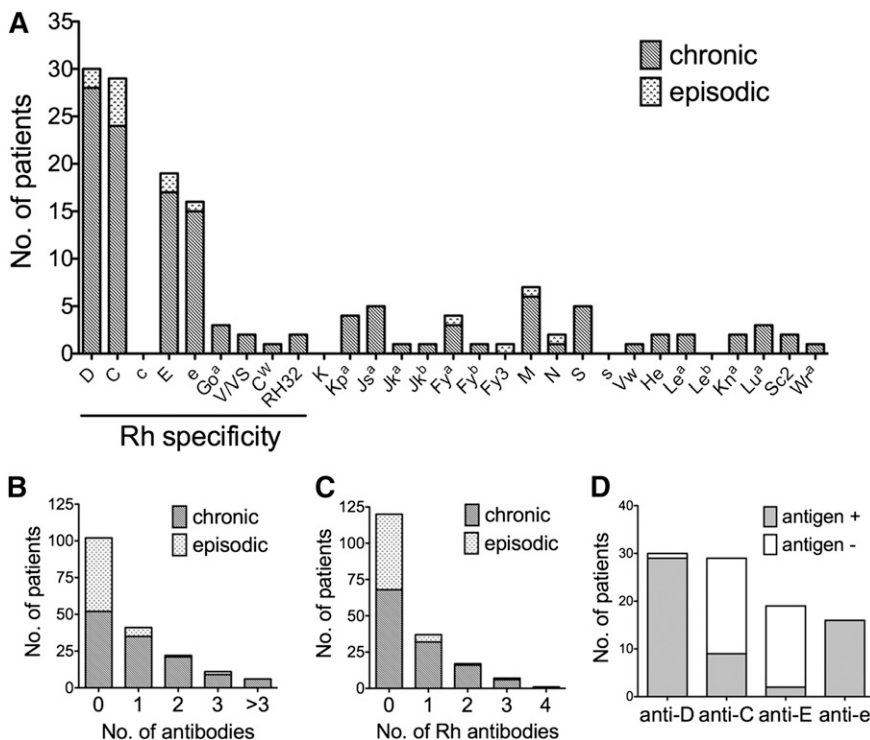 A
35
30
25
20
15
10
5
0
No. of patients
chronic
episodic
D C c E e Goᵃ V/VS Cʷ RH32 K Kpᵃ Jsᵃ Jkᵃ Jkᵇ Fyᵃ Fyᵇ Fy3 M N S s Vw He Leᵃ Leᵇ Knᵃ Luᵃ Sc2 Wrᵃ
Rh specificity
B
125
100
75
50
25
0
No. of patients
chronic
episodic
0 1 2 3 >3
No. of antibodies
C
125
100
75
50
25
0
No. of patients
chronic
episodic
0 1 2 3 4
No. of Rh antibodies
D
40
30
20
10
0
No. of patients
antigen +
antigen -
anti-D anti-C anti-E anti-e